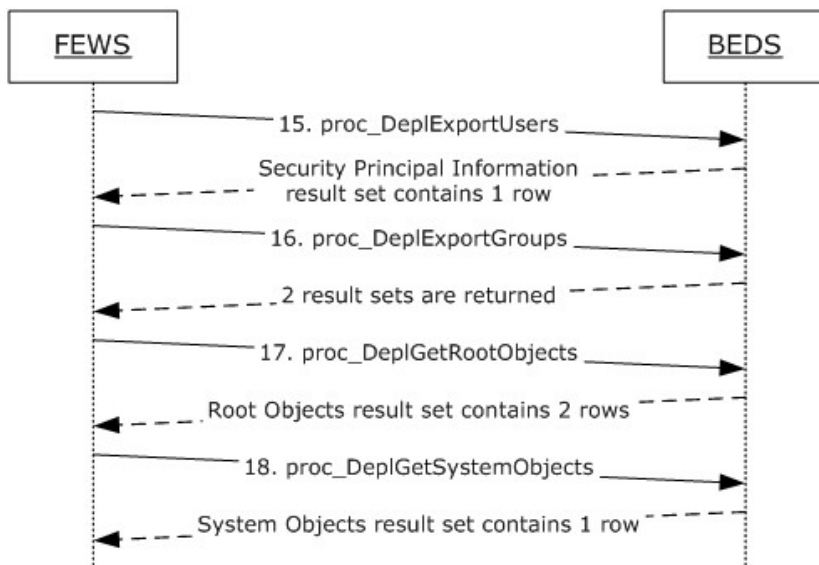 FEWS
BEDS
15. proc_DeplExportUsers
Security Principal Information
result set contains 1 row
16. proc_DeplExportGroups
2 result sets are returned
17. proc_DeplGetRootObjects
Root Objects result set contains 2 rows
18. proc_DeplGetSystemObjects
System Objects result set contains 1 row